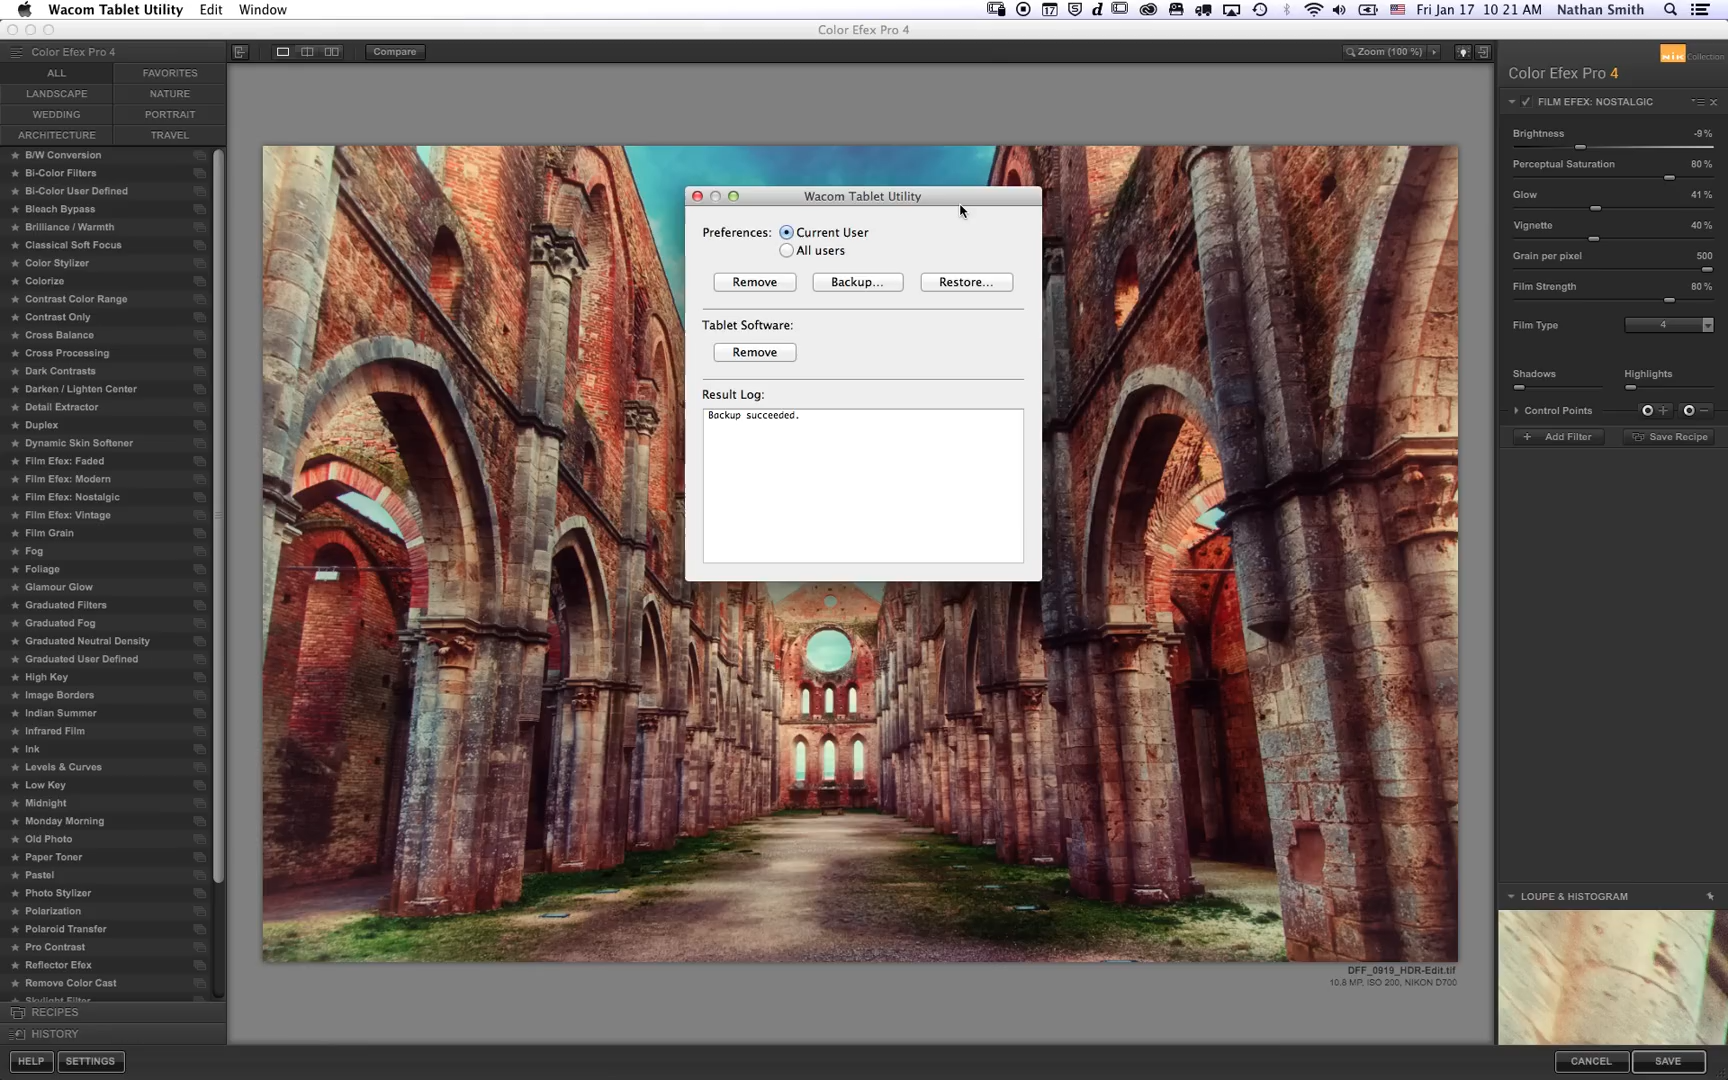 Wacom Tablet Utility Edit Window
17
Fri Jan 17 10:21 AM Nathan Smith
Color Efex Pro 4
Color Efex Pro 4
Compare
Zoom (100 %)
nik Collection
ALL FAVORITES
LANDSCAPE NATURE
WEDDING PORTRAIT
ARCHITECTURE TRAVEL
B/W Conversion
Bi-Color Filters
Bi-Color User Defined
Bleach Bypass
Brilliance / Warmth
Classical Soft Focus
Color Stylizer
Colorize
Contrast Color Range
Contrast Only
Cross Balance
Cross Processing
Dark Contrasts
Darken / Lighten Center
Detail Extractor
Duplex
Dynamic Skin Softener
Film Efex: Faded
Film Efex: Modern
Film Efex: Nostalgic
Film Efex: Vintage
Film Grain
Fog
Foliage
Glamour Glow
Graduated Filters
Graduated Fog
Graduated Neutral Density
Graduated User Defined
High Key
Image Borders
Indian Summer
Infrared Film
Ink
Levels & Curves
Low Key
Midnight
Monday Morning
Old Photo
Paper Toner
Pastel
Photo Stylizer
Polarization
Polaroid Transfer
Pro Contrast
Reflector Efex
Remove Color Cast
Skylight Filter
RECIPES
HISTORY
HELP SETTINGS
Wacom Tablet Utility
Preferences: Current User
All users
Remove Backup... Restore...
Tablet Software:
Remove
Result Log:
Backup succeeded.
DFF_0919_HDR-Edit.tif
10.8 MP, ISO 200, NIKON D700
Color Efex Pro 4
FILM EFEX: NOSTALGIC
Brightness -9%
Perceptual Saturation 80 %
Glow 41 %
Vignette 40 %
Grain per pixel 500
Film Strength 80 %
Film Type 4
Shadows Highlights
Control Points
+ Add Filter Save Recipe
LOUPE & HISTOGRAM
CANCEL SAVE